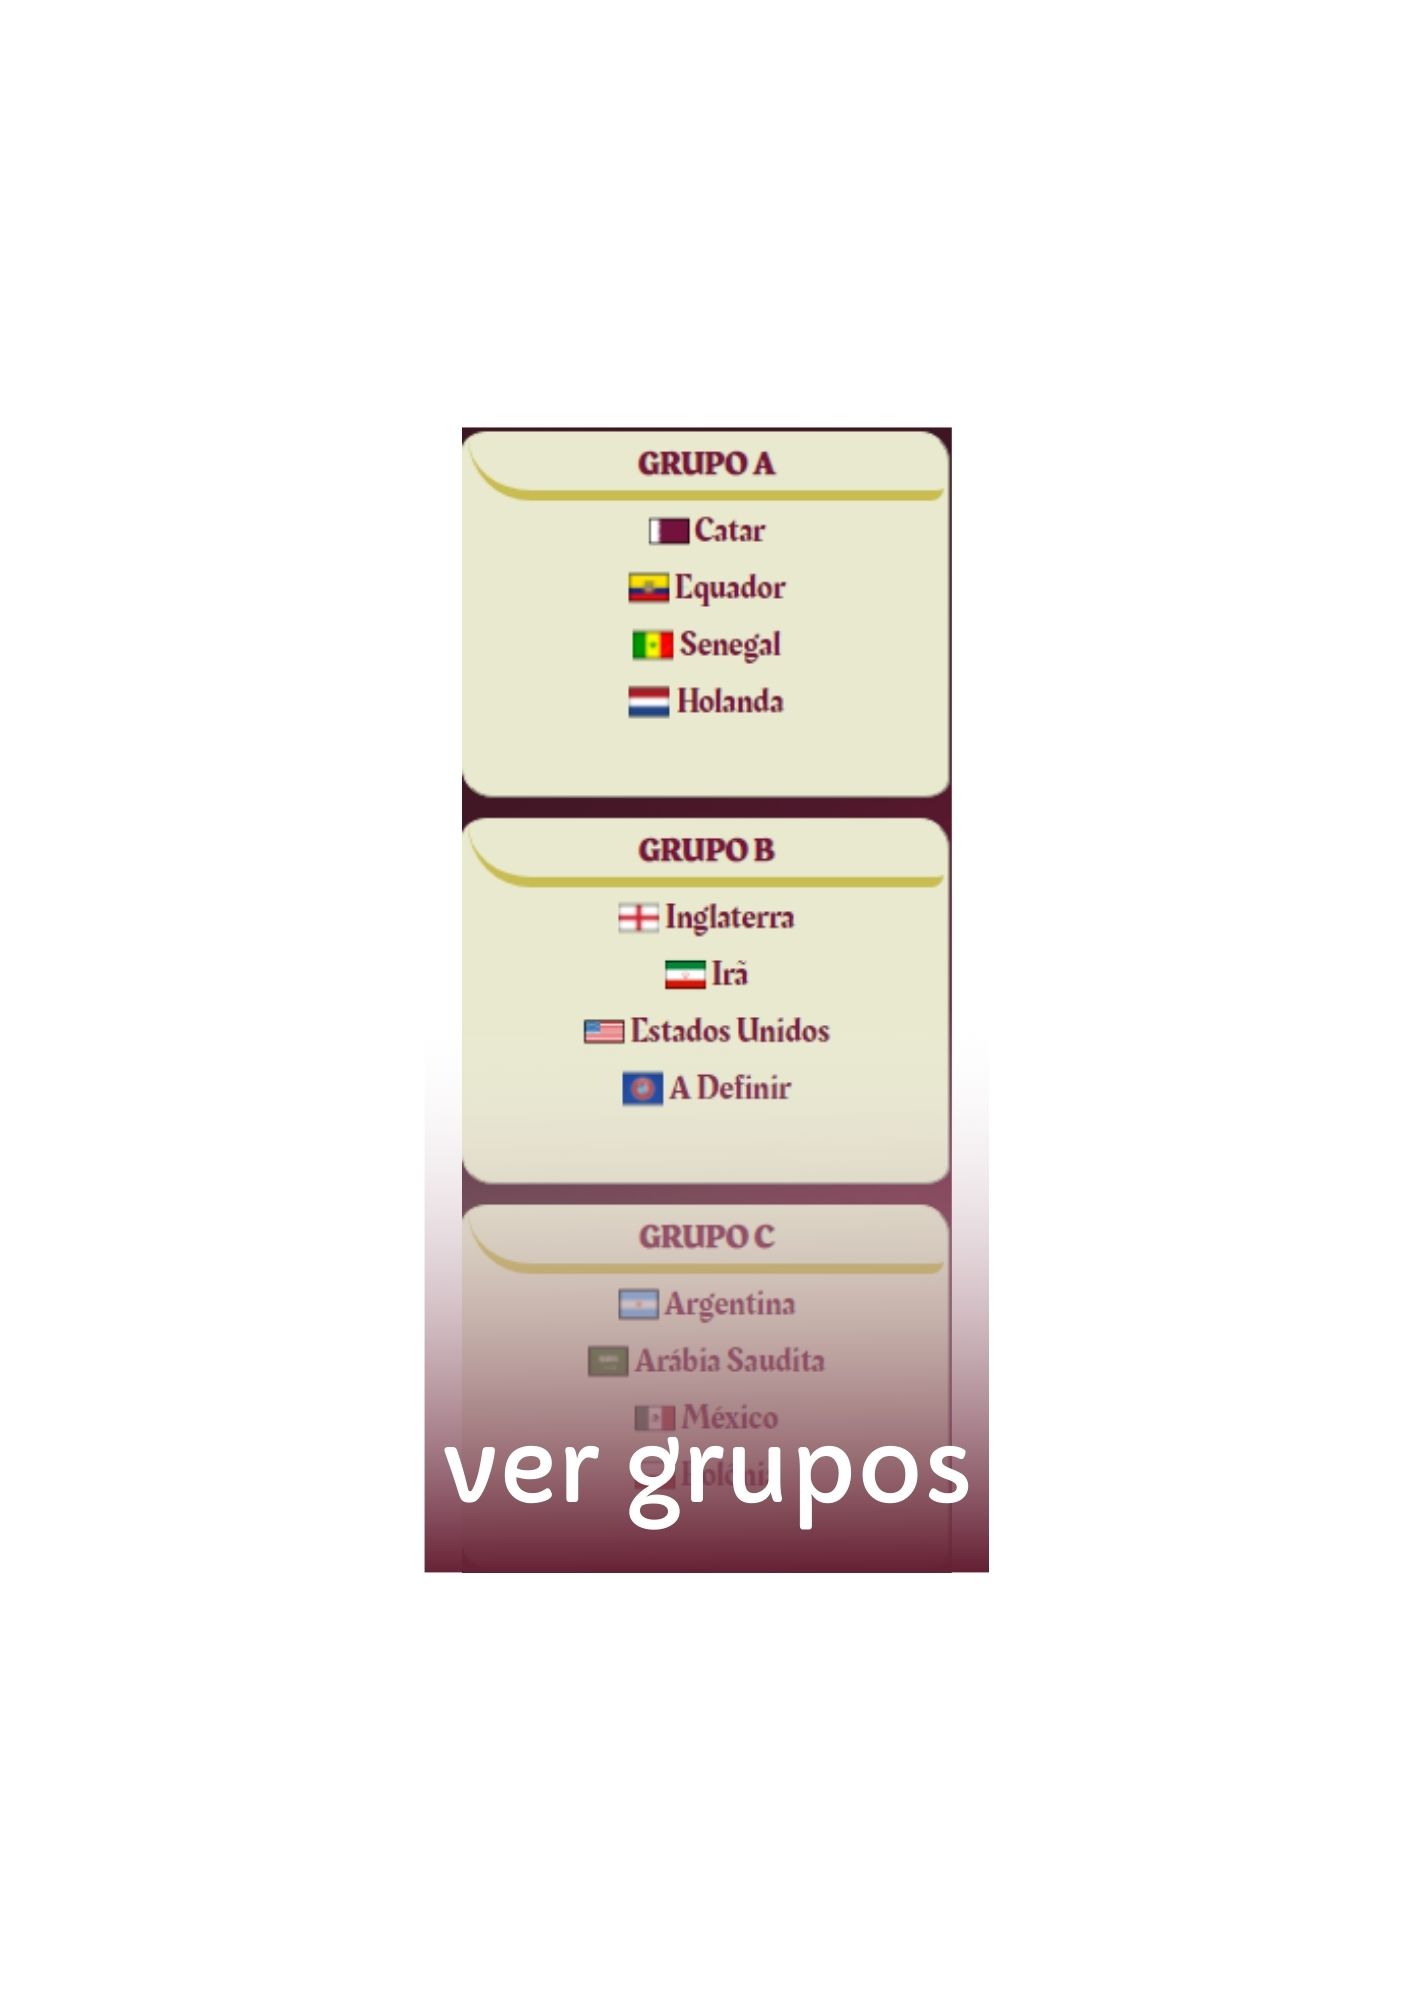 GRUPO A
Catar
Equador
Senegal
Holanda
GRUPO B
Inglaterra
Irã
Estados Unidos
A Definir
GRUPO C
Argentina
Arábia Saudita
México
ver grupos